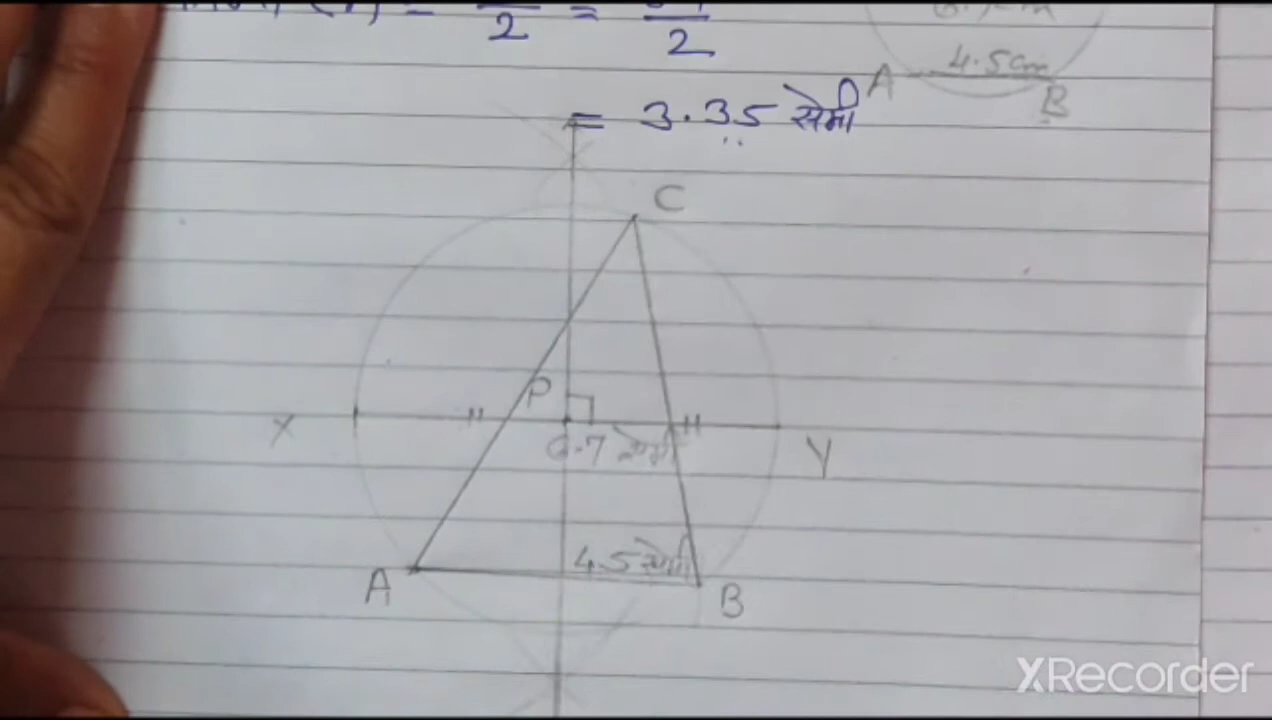 (r) = — = —
2 2
4.5cm
A B
= 3.35 सेमी
C
P
X Y
6.7 सेमी
4.5 सेमी
A B
XRecorder